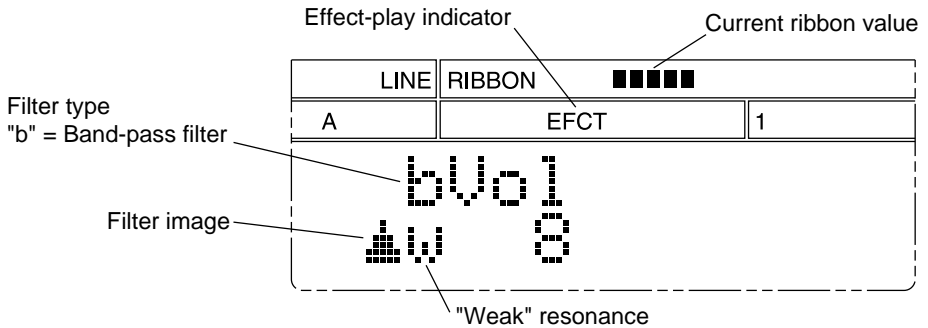 Effect-play indicator
Current ribbon value
LINE RIBBON
Filter type
"b" = Band-pass filter
A EFCT 1
bVol
Filter image
W 8
"Weak" resonance